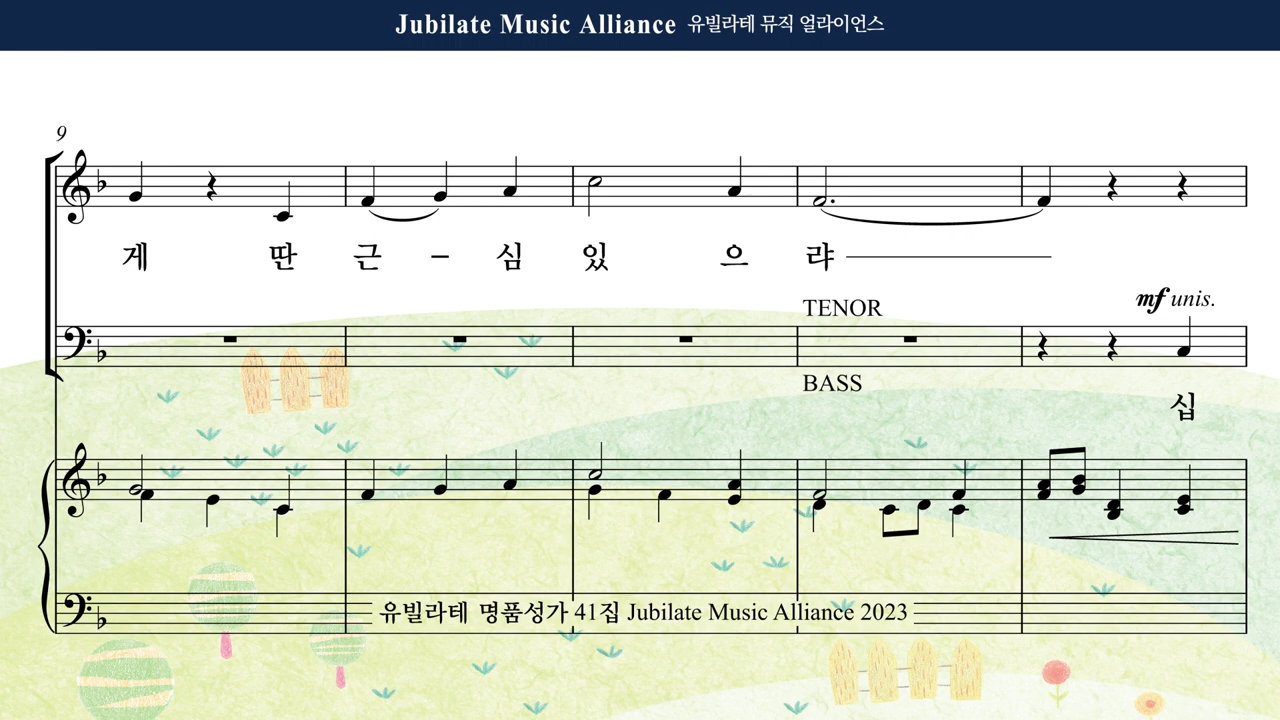 Jubilate Music Alliance 유빌라테 뮤직 얼라이언스
9
게 딴 근 - 심 있 으 랴
TENOR
mf unis.
BASS
십
유빌라테 명품성가 41집 Jubilate Music Alliance 2023